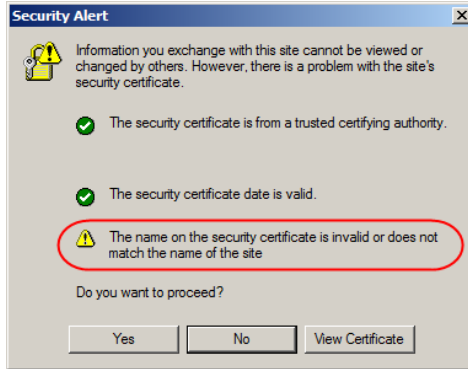 Security Alert
Information you exchange with this site cannot be viewed or
changed by others. However, there is a problem with the site's
security certificate.
The security certificate is from a trusted certifying authority.
The security certificate date is valid.
The name on the security certificate is invalid or does not
match the name of the site
Do you want to proceed?
Yes
No
View Certificate